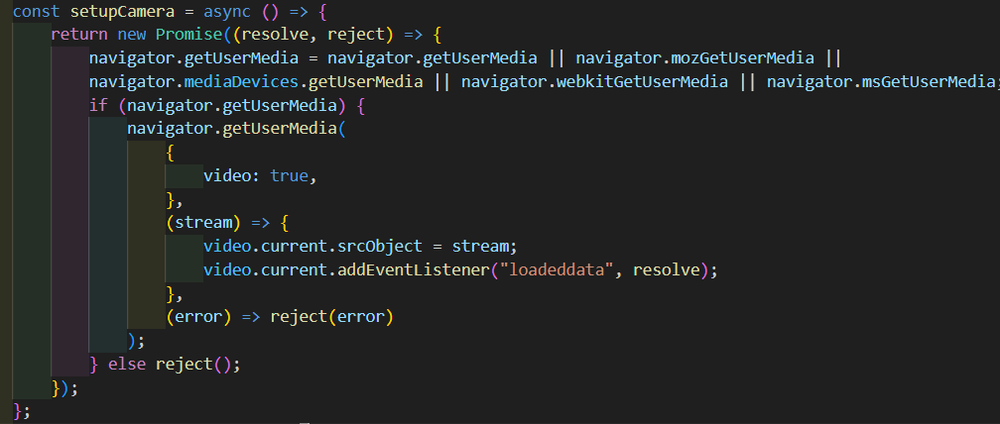 const setupCamera = async () => {
return new Promise((resolve, reject) => {
navigator.getUserMedia = navigator.getUserMedia || navigator.mozGetUserMedia ||
navigator.mediaDevices.getUserMedia || navigator.webkitGetUserMedia || navigator.msGetUserMedia;
if (navigator.getUserMedia) {
navigator.getUserMedia(
{
video: true,
},
(stream) => {
video.current.srcObject = stream;
video.current.addEventListener("loadeddata", resolve);
},
(error) => reject(error)
);
} else reject();
});
};